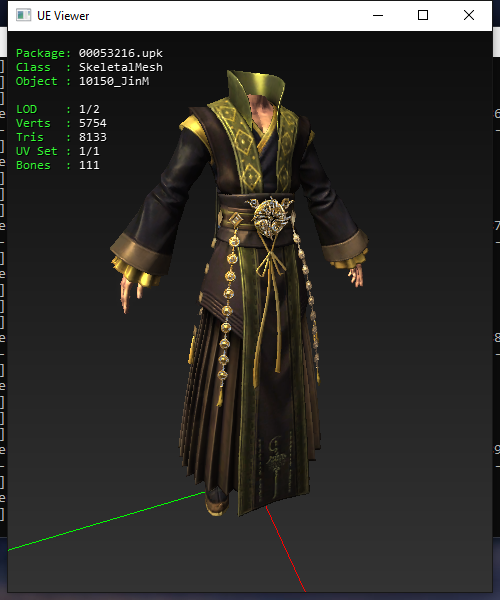 UE Viewer
Package: 00053216.upk
Class  : SkeletalMesh
Object : 10150_JinM
LOD    : 1/2
Verts  : 5754
Tris   : 8133
UV Set : 1/1
Bones  : 111